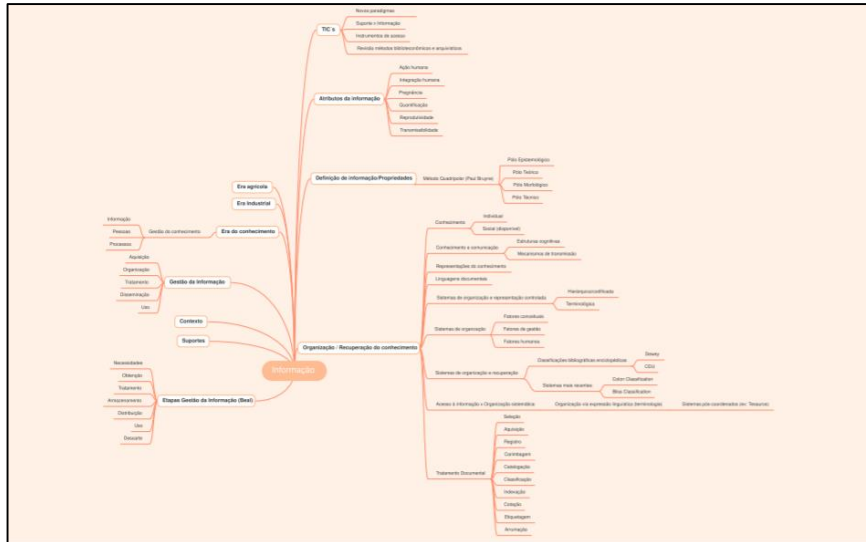 TIC's
Novos paradigmas
Suporte x Informação
Instrumentos de acesso
Revisão métodos biblioteconômicos e arquivísticos
Atributos da informação
Ação humana
Integração humana
Pregnância
Quantificação
Reprodutividade
Transmissibilidade
Definição de informação/Propriedades
Método Quadripolar (Paul Bruyne)
Pólo Epistemológico
Pólo Teórico
Pólo Morfológico
Pólo Técnico
Era agrícola
Era Industrial
Era do conhecimento
Gestão do conhecimento
Informação
Pessoas
Processos
Gestão da Informação
Aquisição
Organização
Tratamento
Disseminação
Uso
Contexto
Suportes
Informação
Etapas Gestão da Informação (Beal)
Necessidades
Obtenção
Tratamento
Armazenamento
Distribuição
Uso
Descarte
Organização / Recuperação do conhecimento
Conhecimento
Individual
Social (disponível)
Conhecimento e comunicação
Estruturas cognitivas
Mecanismos de transmissão
Representações do conhecimento
Linguagens documentais
Sistemas de organização e representação controlado
Terminológica
Sistemas de organização
Fatores conceituais
Fatores de gestão
Fatores humanos
Sistemas de organização e recuperação
Classificações bibliográficas enciclopédicas
Dewey
CDU
Sistemas mais recentes
Colon Classification
Bliss Classification
Acesso à informação x Organização sistemática
Organização via expressão linguística (terminologia)
Sistemas pós coordenados (ex. Tesaurus)
Tratamento Documental
Seleção
Aquisição
Registro
Carimbagem
Catalogação
Classificação
Indexação
Cotação
Etiquetagem
Arrumação